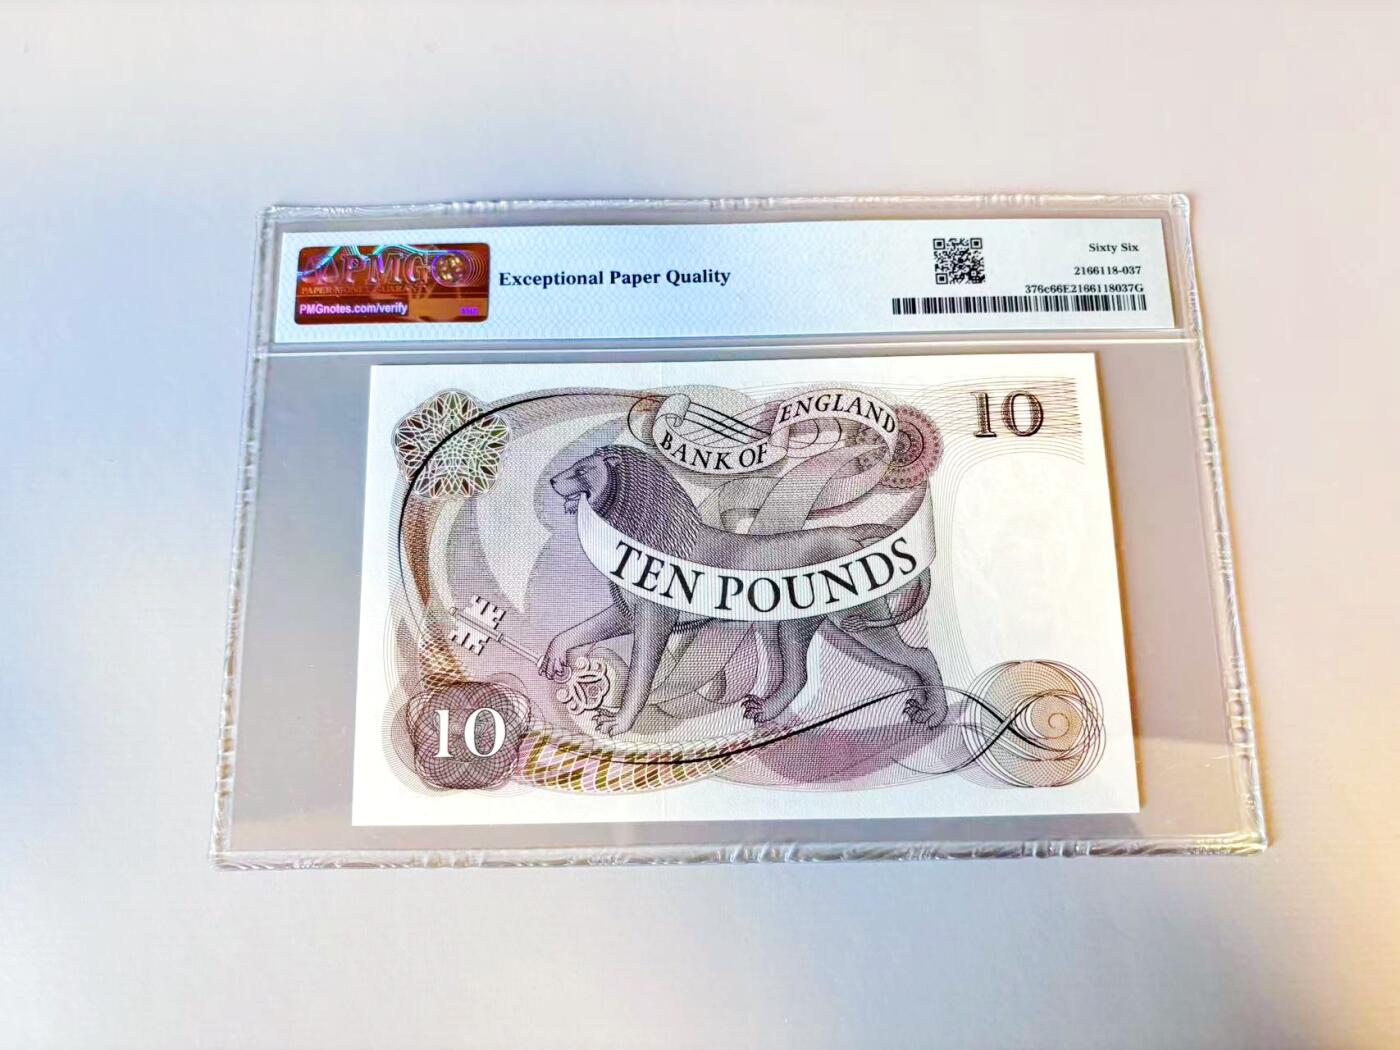 PMG
PAPER MONEY GUARANTY
PMGnotes.com/verify
Exceptional Paper Quality
Sixty Six
2166118-037
376c66E2166118037G
BANK OF ENGLAND
10
TEN POUNDS
10